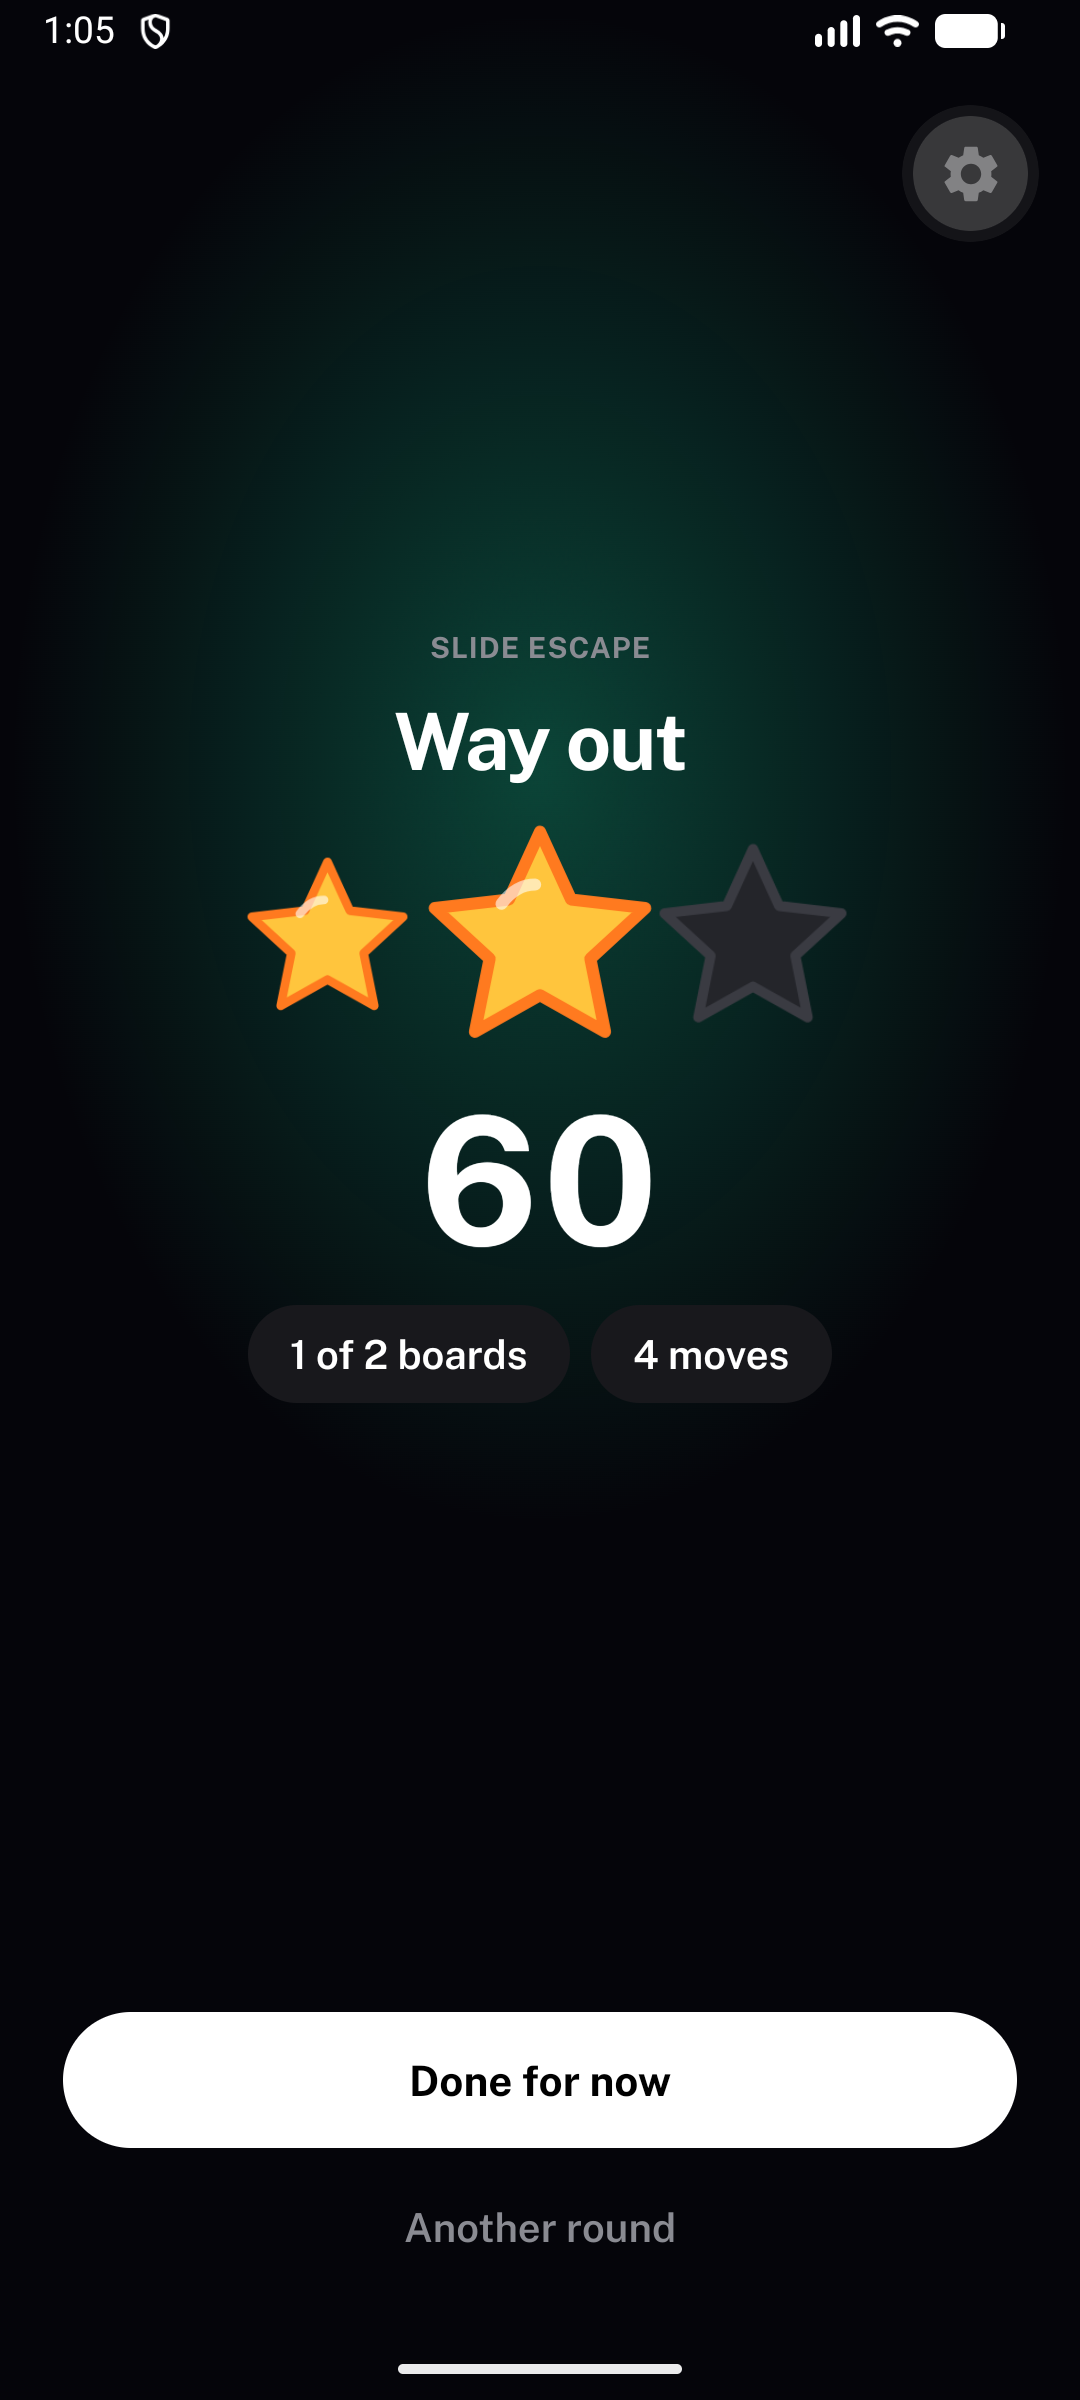 1:05
SLIDE ESCAPE
Way out
60
1 of 2 boards
4 moves
Done for now
Another round